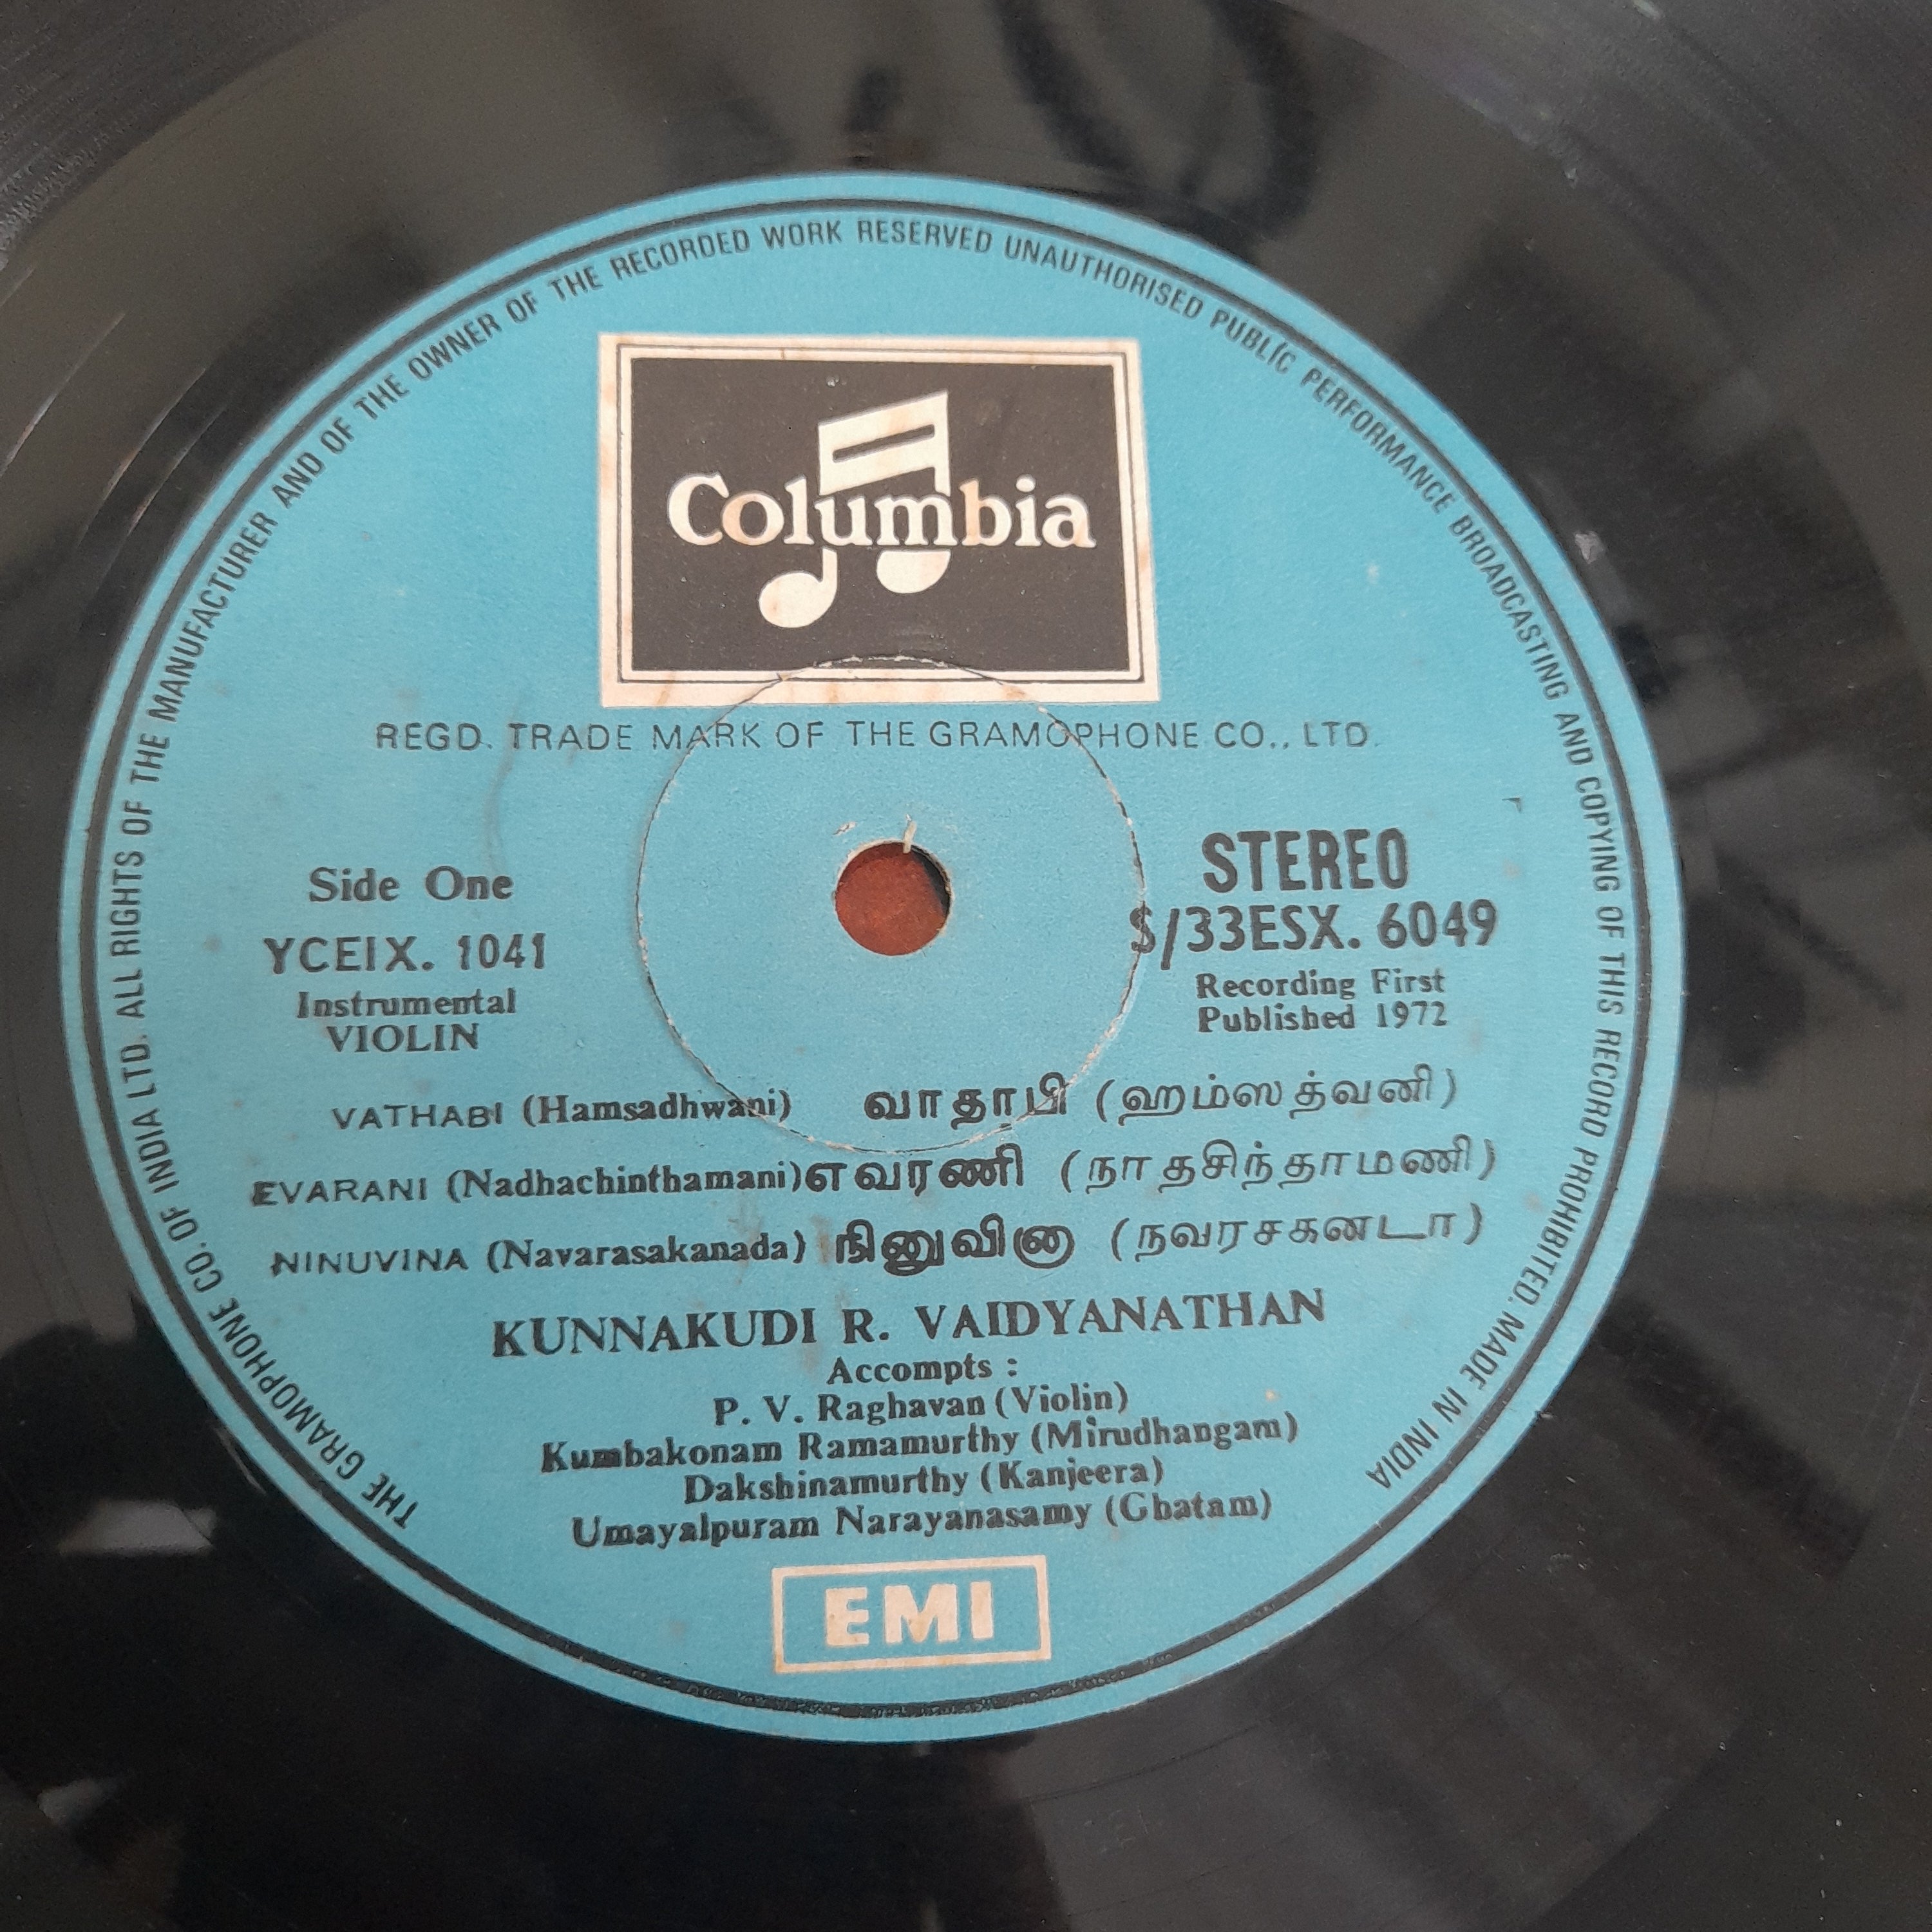 THE GRAMOPHONE CO. OF INDIA LTD. ALL RIGHTS OF THE MANUFACTURER AND OF THE OWNER OF THE RECORDED WORK RESERVED UNAUTHORISED PUBLIC PERFORMANCE BROADCASTING AND COPYING OF THIS RECORD PROHIBITED. MADE IN INDIA
Columbia
REGD. TRADE MARK OF THE GRAMOPHONE CO., LTD.
Side One
YCEIX. 1041
Instrumental
VIOLIN
STEREO
S/33ESX. 6049
Recording First
Published 1972
VATHABI (Hamsadhwani) வாதாபி (ஹம்ஸத்வனி)
EVARANI (Nadhachinthamani) எவரணி (நாதசிந்தாமணி)
NINUVINA (Navarasakanada) நினுவினா (நவரசகனடா)
KUNNAKUDI R. VAIDYANATHAN
Accompts :
P. V. Raghavan (Violin)
Kumbakonam Ramamurthy (Mirudhangam)
Dakshinamurthy (Kanjeera)
Umayalpuram Narayanasamy (Ghatam)
EMI